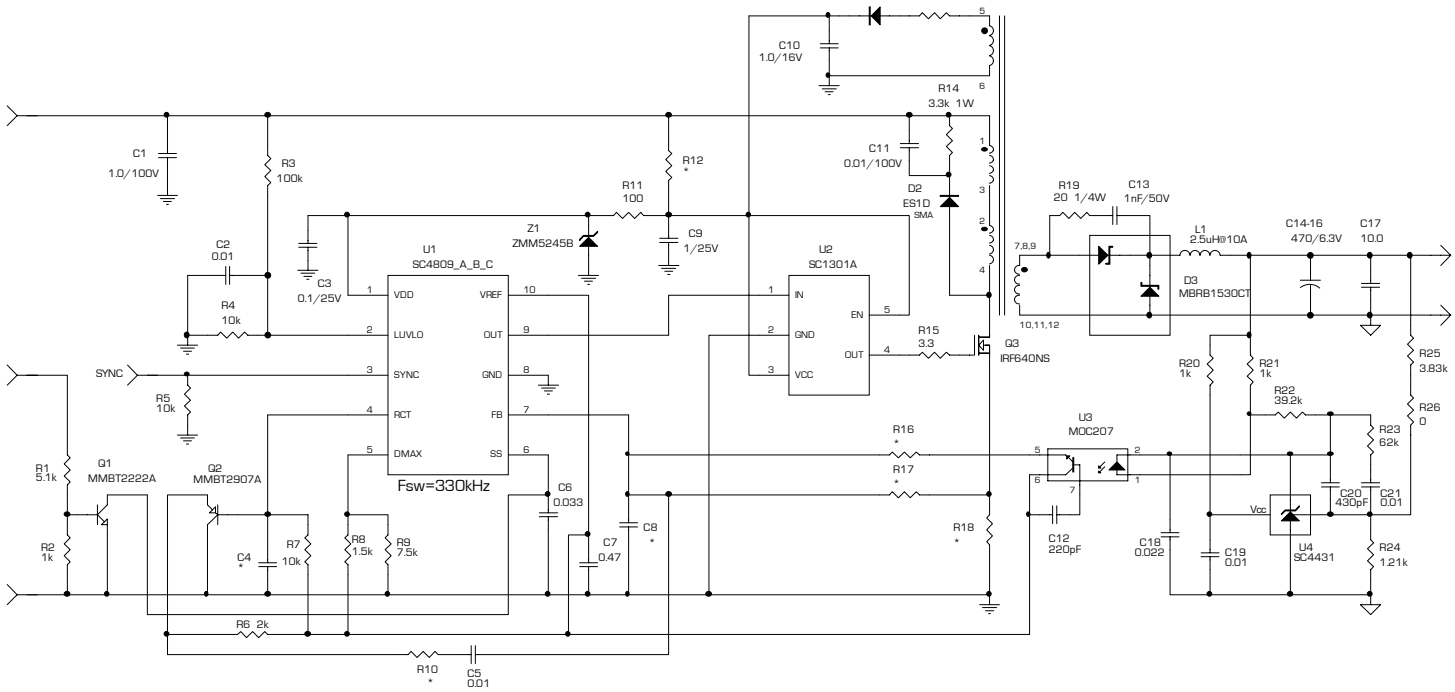 5
C10
1.0/16V
6
R14
3.3k 1W
C1
1.0/100V
R3
100k
R12
*
C11
0.01/100V
1
3
D2
ES1D
SMA
2
4
R11
100
Z1
ZMM5245B
C9
1/25V
C2
0.01
C3
0.1/25V
R4
10k
U1
SC4809_A_B_C
1
VDD
VREF
10
2
LUVLO
OUT
9
3
SYNC
GND
8
4
RCT
FB
7
5
DMAX
SS
6
Fsw=330kHz
U2
SC1301A
1
IN
2
GND
3
VCC
EN
5
OUT
4
R15
3.3
Q3
IRF640NS
R19
20 1/4W
C13
1nF/50V
7,8,9
10,11,12
L1
2.5uH@10A
D3
MBRB1530CT
C14-16
470/6.3V
C17
10.0
SYNC
R5
10k
R20
1k
R21
1k
R22
39.2k
R25
3.83k
R26
0
R23
62k
R1
5.1k
Q1
MMBT2222A
Q2
MMBT2907A
R16
*
R17
*
U3
MOC207
5
2
6
7
1
R2
1k
C4
*
R7
10k
R8
1.5k
R9
7.5k
C6
0.033
C7
0.47
C8
*
R18
*
C12
220pF
C18
0.022
C19
0.01
Vcc
U4
SC4431
C20
430pF
C21
0.01
R24
1.21k
R6 2k
R10
*
C5
0.01